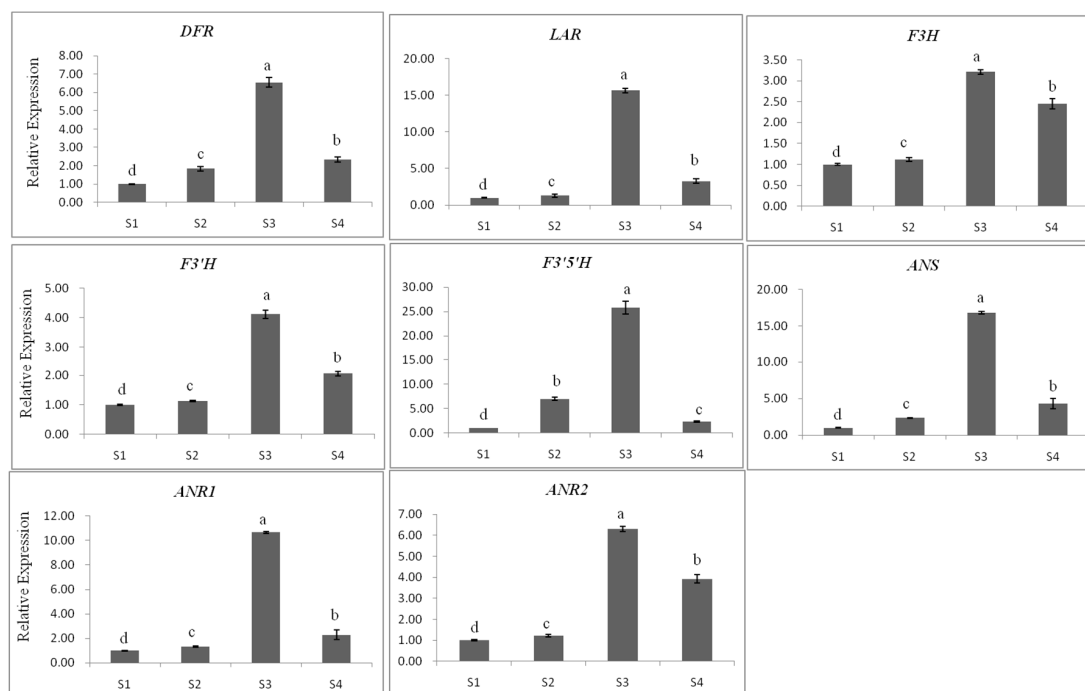 DFR
Relative Expression
8.00
7.00
6.00
5.00
4.00
3.00
2.00
1.00
0.00
d
c
a
b
S1
S2
S3
S4
LAR
20.00
15.00
10.00
5.00
0.00
d
c
a
b
S1
S2
S3
S4
F3H
3.50
3.00
2.50
2.00
1.50
1.00
0.50
0.00
d
c
a
b
S1
S2
S3
S4
F3'H
Relative Expression
5.00
4.00
3.00
2.00
1.00
0.00
d
c
a
b
S1
S2
S3
S4
F3'5'H
30.00
25.00
20.00
15.00
10.00
5.00
0.00
d
b
a
c
S1
S2
S3
S4
ANS
20.00
15.00
10.00
5.00
0.00
d
c
a
b
S1
S2
S3
S4
ANR1
Relative Expression
12.00
10.00
8.00
6.00
4.00
2.00
0.00
d
c
a
b
S1
S2
S3
S4
ANR2
7.00
6.00
5.00
4.00
3.00
2.00
1.00
0.00
d
c
a
b
S1
S2
S3
S4